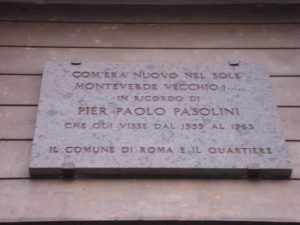 COM'ERA NUOVO NEL SOLE
MONTEVERDE VECCHIO !.....
IN RICORDO DI
PIER PAOLO PASOLINI
CHE QUI VISSE DAL 1959 AL 1963
IL COMUNE DI ROMA E IL QUARTIERE